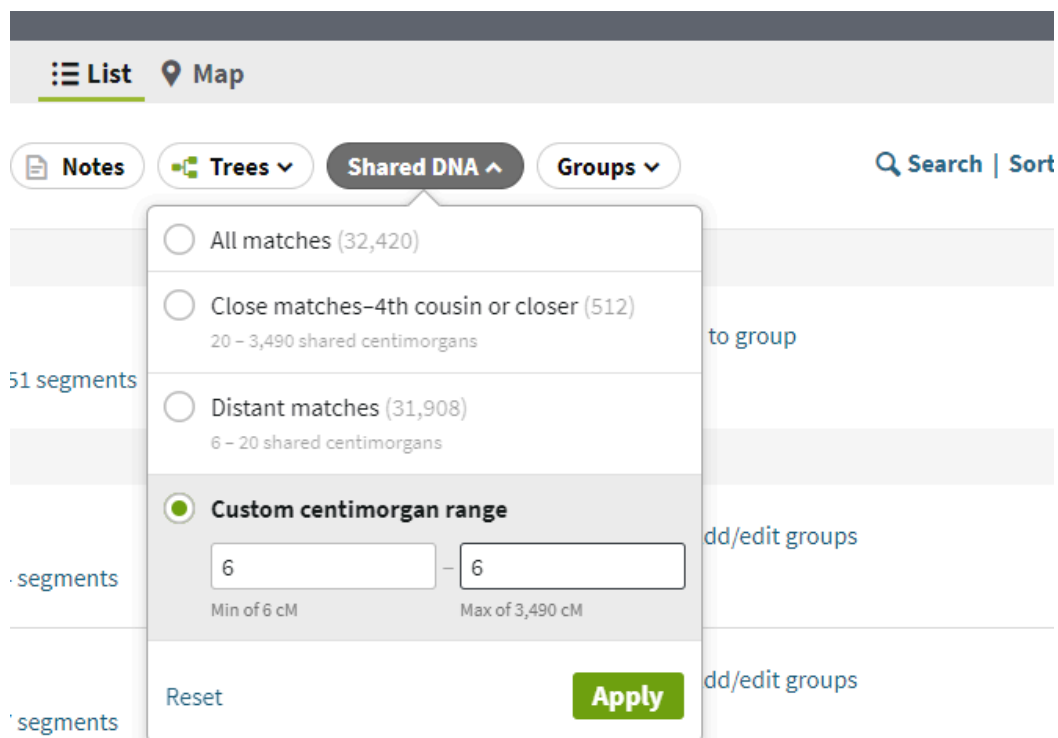 List Map
Notes Trees Shared DNA Groups Search | Sort
All matches (32,420)
Close matches–4th cousin or closer (512)
20 – 3,490 shared centimorgans
to group
51 segments
Distant matches (31,908)
6 – 20 shared centimorgans
Custom centimorgan range
dd/edit groups
6 – 6
segments
Min of 6 cM Max of 3,490 cM
dd/edit groups
Reset Apply
segments